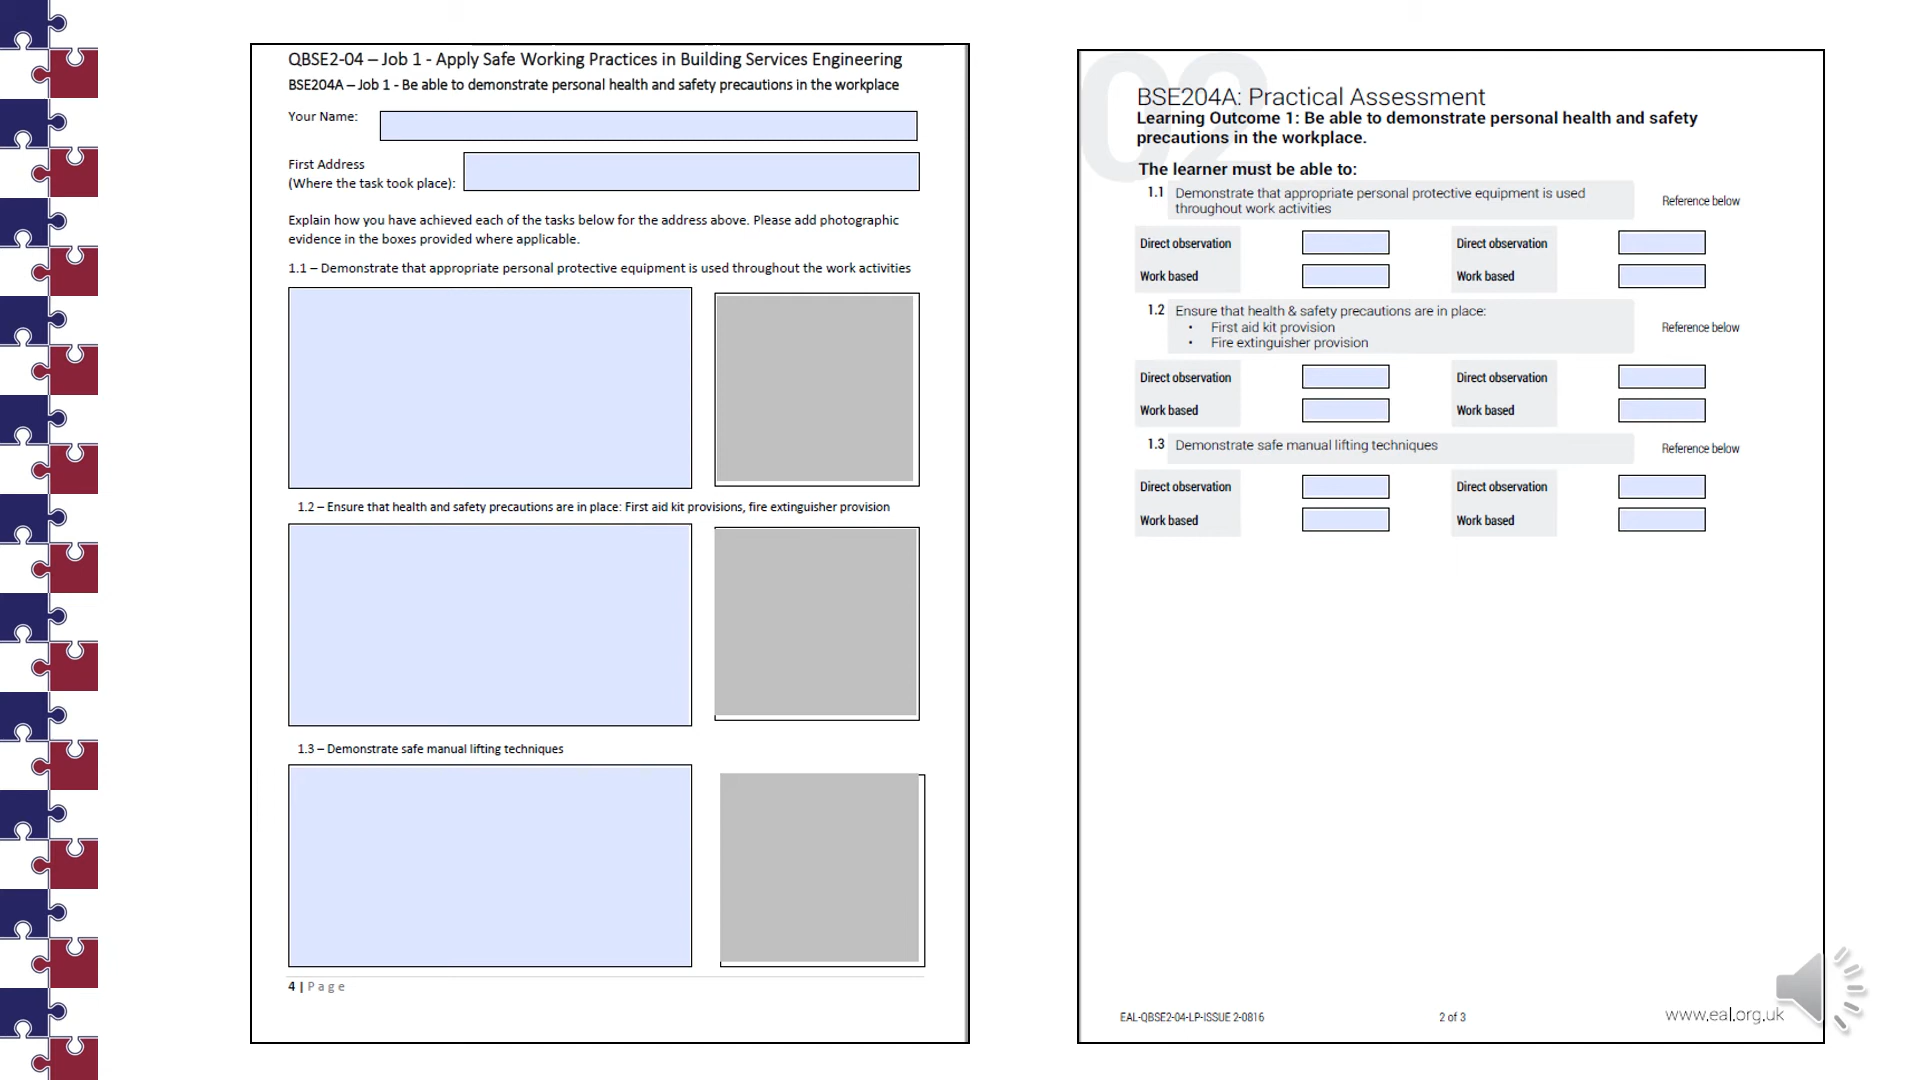 QBSE2-04 – Job 1 - Apply Safe Working Practices in Building Services Engineering
BSE204A – Job 1 - Be able to demonstrate personal health and safety precautions in the workplace
Your Name:
First Address
(Where the task took place):
Explain how you have achieved each of the tasks below for the address above. Please add photographic
evidence in the boxes provided where applicable.
1.1 – Demonstrate that appropriate personal protective equipment is used throughout the work activities
1.2 – Ensure that health and safety precautions are in place: First aid kit provisions, fire extinguisher provision
1.3 – Demonstrate safe manual lifting techniques
4 | Page
02
BSE204A: Practical Assessment
Learning Outcome 1: Be able to demonstrate personal health and safety
precautions in the workplace.
The learner must be able to:
1.1 Demonstrate that appropriate personal protective equipment is used
throughout work activities
Reference below
Direct observation Direct observation
Work based Work based
1.2 Ensure that health & safety precautions are in place:
• First aid kit provision
• Fire extinguisher provision
Reference below
Direct observation Direct observation
Work based Work based
1.3 Demonstrate safe manual lifting techniques
Reference below
Direct observation Direct observation
Work based Work based
EAL-QBSE2-04-LP-ISSUE 2-0816 2 of 3 www.eal.org.uk